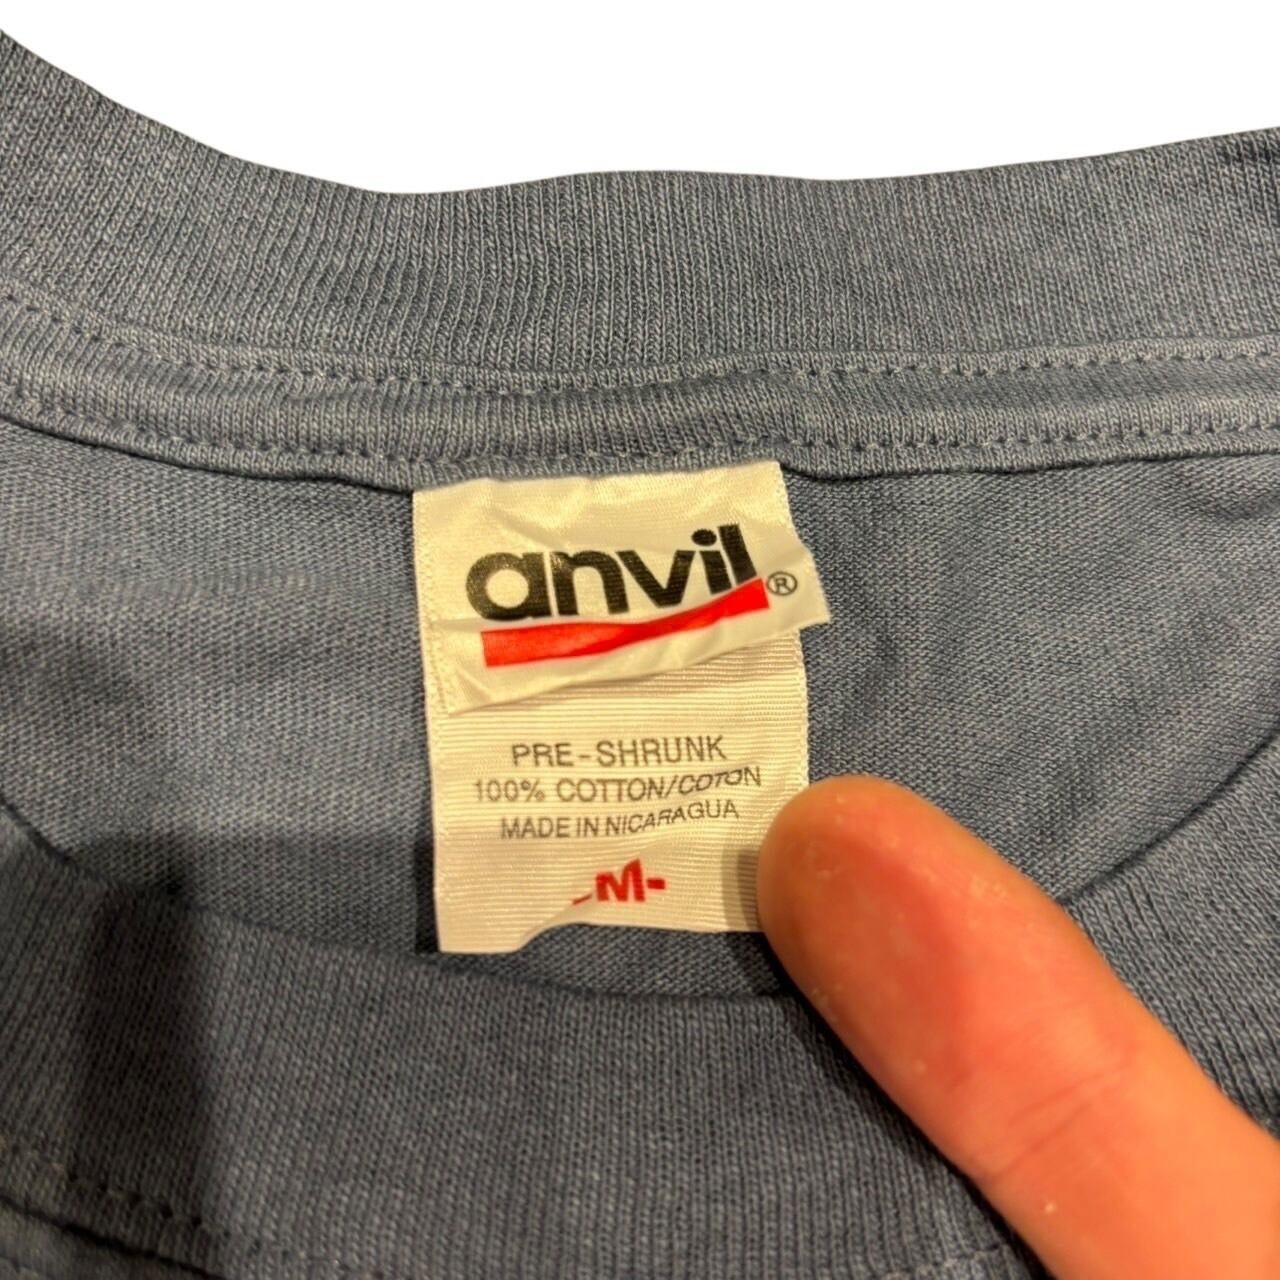 anvil®
PRE-SHRUNK
100% COTTON/COTON
MADE IN NICARAGUA
-M-